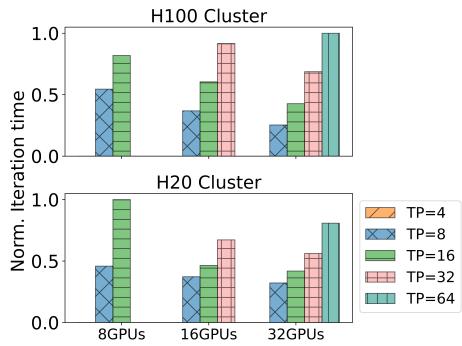 H100 Cluster
1.0
0.5
0.0
Norm. Iteration time
H20 Cluster
1.0
0.5
0.0
8GPUs 16GPUs 32GPUs
TP=4
TP=8
TP=16
TP=32
TP=64